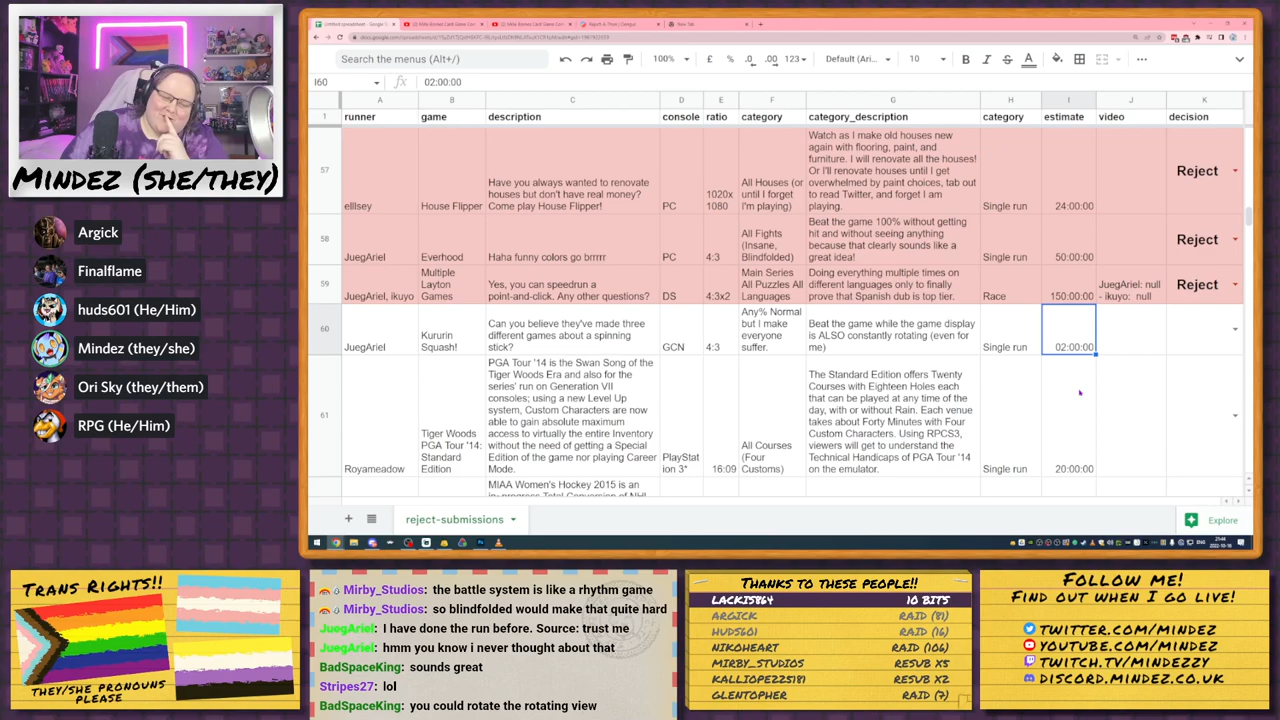 Search the menus (Alt+/)
100%
£
%
.0
.00
123
Default (Ari...
10
B
I
S
A
I60
fx
02:00:00
A
B
C
D
E
F
G
H
I
J
K
1
runner
game
description
console
ratio
category
category_description
category
estimate
video
decision
57
elllsey
House Flipper
Have you always wanted to renovate
houses but don't have real money?
Come play House Flipper!
PC
1020x
1080
All Houses (or
until I forget
I'm playing)
Watch as I make old houses new
again with flooring, paint, and
furniture. I will renovate all the houses!
Or I'll renovate houses until I get
overwhelmed by paint choices, tab out
to read Twitter, and forget I am
playing.
Single run
24:00:00
Reject
58
JuegAriel
Everhood
Haha funny colors go brrrrr
PC
4:3
All Fights
(Insane,
Blindfolded)
Beat the game 100% without getting
hit and without seeing anything
because that clearly sounds like a
great idea!
Single run
50:00:00
Reject
59
JuegAriel, ikuyo
Multiple
Layton
Games
Yes, you can speedrun a
point-and-click. Any other questions?
DS
4:3x2
Main Series
All Puzzles All
Languages
Doing everything multiple times on
different languages only to finally
prove that Spanish dub is top tier.
Race
150:00:00
JuegAriel: null
- ikuyo: null
Reject
60
JuegAriel
Kururin
Squash!
Can you believe they've made three
different games about a spinning
stick?
GCN
4:3
Any% Normal
but I make
everyone
suffer.
Beat the game while the game display
is ALSO constantly rotating (even for
me)
Single run
02:00:00
61
Royameadow
Tiger Woods
PGA Tour '14:
Standard
Edition
PGA Tour '14 is the Swan Song of the
Tiger Woods Era and also for the
series' run on Generation VII
consoles; using a new Level Up
system, Custom Characters are now
able to gain absolute maximum
access to virtually the entire Inventory
without the need of getting a Special
Edition of the game nor playing Career
Mode.
PlayStat
ion 3*
16:09
All Courses
(Four
Customs)
The Standard Edition offers Twenty
Courses with Eighteen Holes each
that can be played at any time of the
day, with or without Rain. Each venue
takes about Forty Minutes with Four
Custom Characters. Using RPCS3,
viewers will get to understand the
Technical Handicaps of PGA Tour '14
on the emulator.
Single run
20:00:00
MIAA Women's Hockey 2015 is an
in-progress Total Conversion of NHL
reject-submissions
Explore
Mindez (she/they)
Argick
Finalflame
huds601 (He/Him)
Mindez (they/she)
Ori Sky (they/them)
RPG (He/Him)
Trans Rights!!
They/She pronouns
please
Mirby_Studios: the battle system is like a rhythm game
Mirby_Studios: so blindfolded would make that quite hard
JuegAriel: I have done the run before. Source: trust me
JuegAriel: hmm you know i never thought about that
BadSpaceKing: sounds great
Stripes27: lol
BadSpaceKing: you could rotate the rotating view
Thanks to these people!!
LACKIS864 10 BITS
ARGICK RAID (81)
HUDS601 RAID (16)
NIKOHEART RAID (106)
MIRBY_STUDIOS RESUB X5
KALLIOPE22S181 RESUB X2
GLENTOPHER RAID (7)
Follow me!
Find out when I go live!
twitter.com/mindez
youtube.com/mindez
twitch.tv/mindezzy
discord.mindez.co.uk